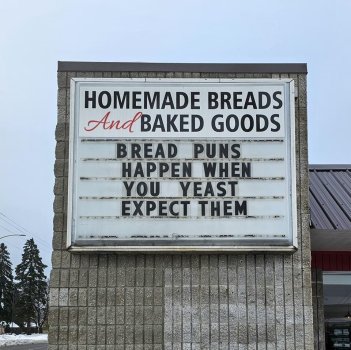 HOMEMADE BREADS
And BAKED GOODS
BREAD PUNS
HAPPEN WHEN
YOU YEAST
EXPECT THEM